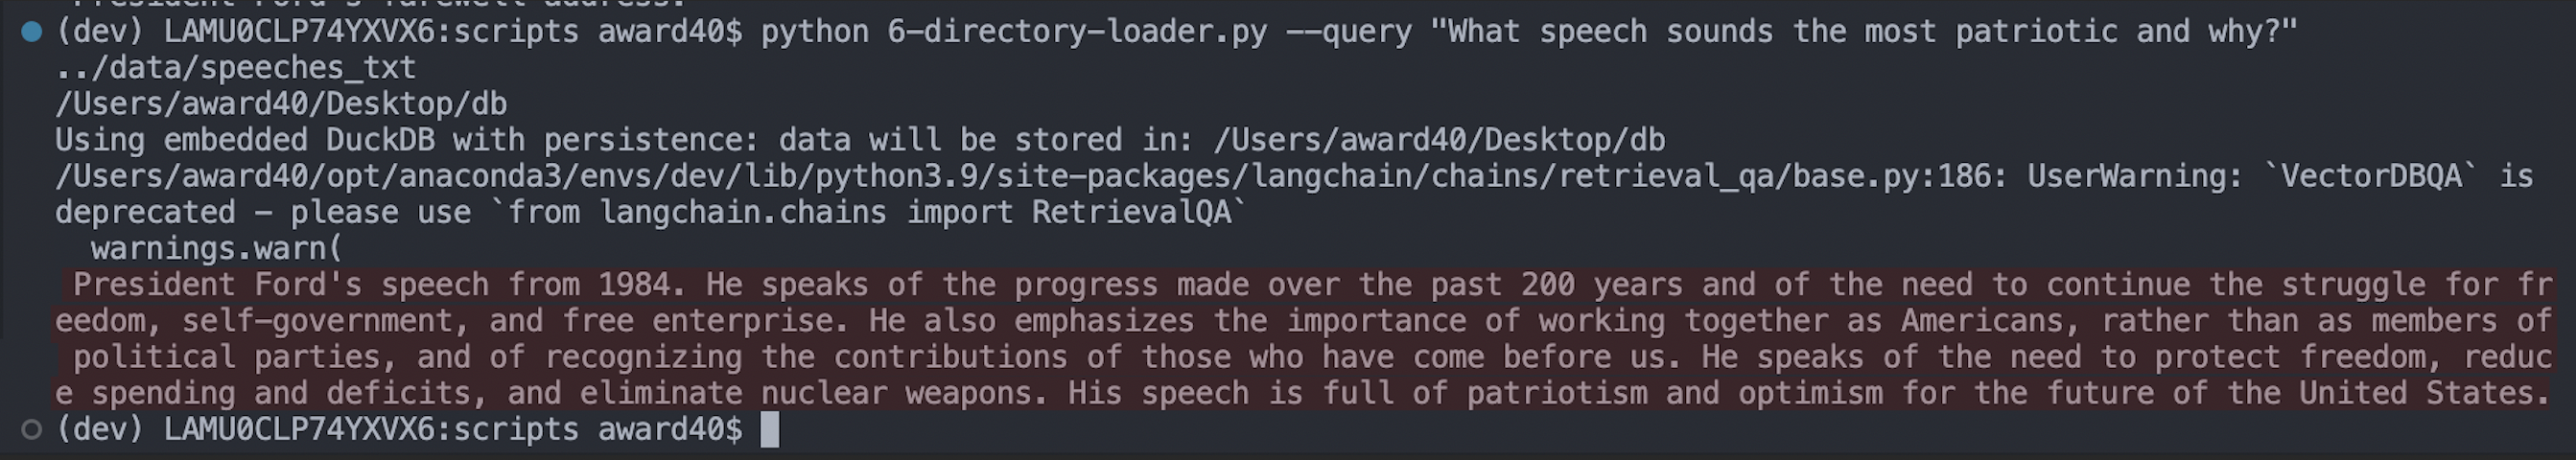 President Ford's farewell address.
(dev) LAMU0CLP74YXVX6:scripts award40$ python 6-directory-loader.py --query "What speech sounds the most patriotic and why?"
../data/speeches_txt
/Users/award40/Desktop/db
Using embedded DuckDB with persistence: data will be stored in: /Users/award40/Desktop/db
/Users/award40/opt/anaconda3/envs/dev/lib/python3.9/site-packages/langchain/chains/retrieval_qa/base.py:186: UserWarning: `VectorDBQA` is
deprecated - please use `from langchain.chains import RetrievalQA`
  warnings.warn(
 President Ford's speech from 1984. He speaks of the progress made over the past 200 years and of the need to continue the struggle for fr
eedom, self-government, and free enterprise. He also emphasizes the importance of working together as Americans, rather than as members of
 political parties, and of recognizing the contributions of those who have come before us. He speaks of the need to protect freedom, reduc
e spending and deficits, and eliminate nuclear weapons. His speech is full of patriotism and optimism for the future of the United States.
(dev) LAMU0CLP74YXVX6:scripts award40$